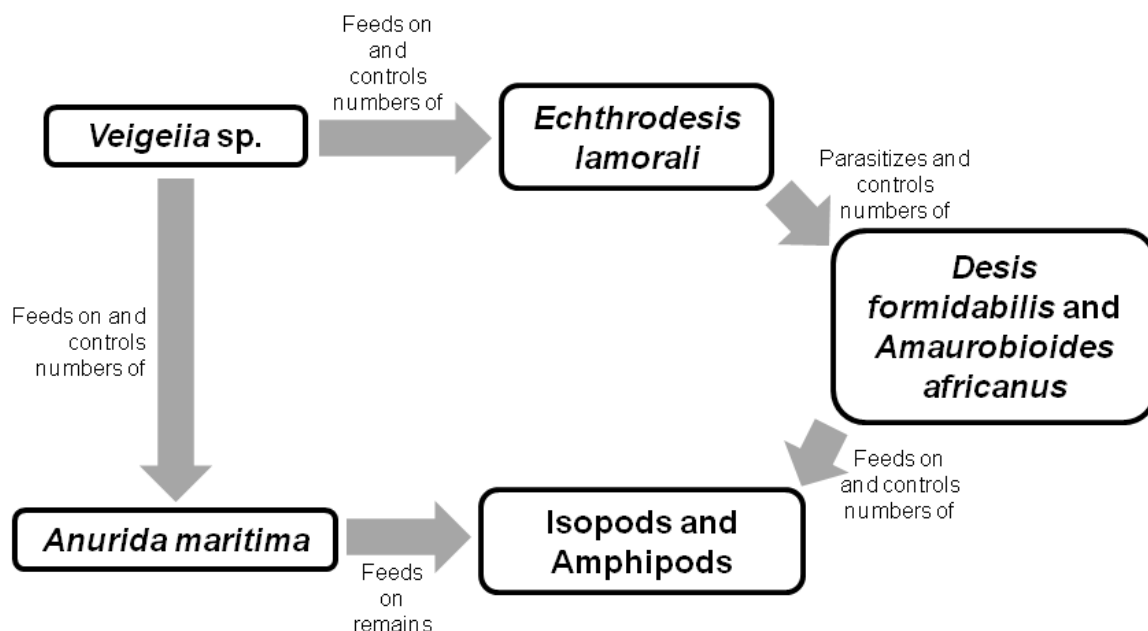 Feeds on
and
controls
numbers of
Veigeiia sp.
Echthrodesis
lamorali
Parasitizes and
controls
numbers of
Desis
formidabilis and
Amaurobioides
africanus
Feeds on and
controls
numbers of
Feeds on
and controls
numbers of
Anurida maritima
Isopods and
Amphipods
Feeds
on
remains